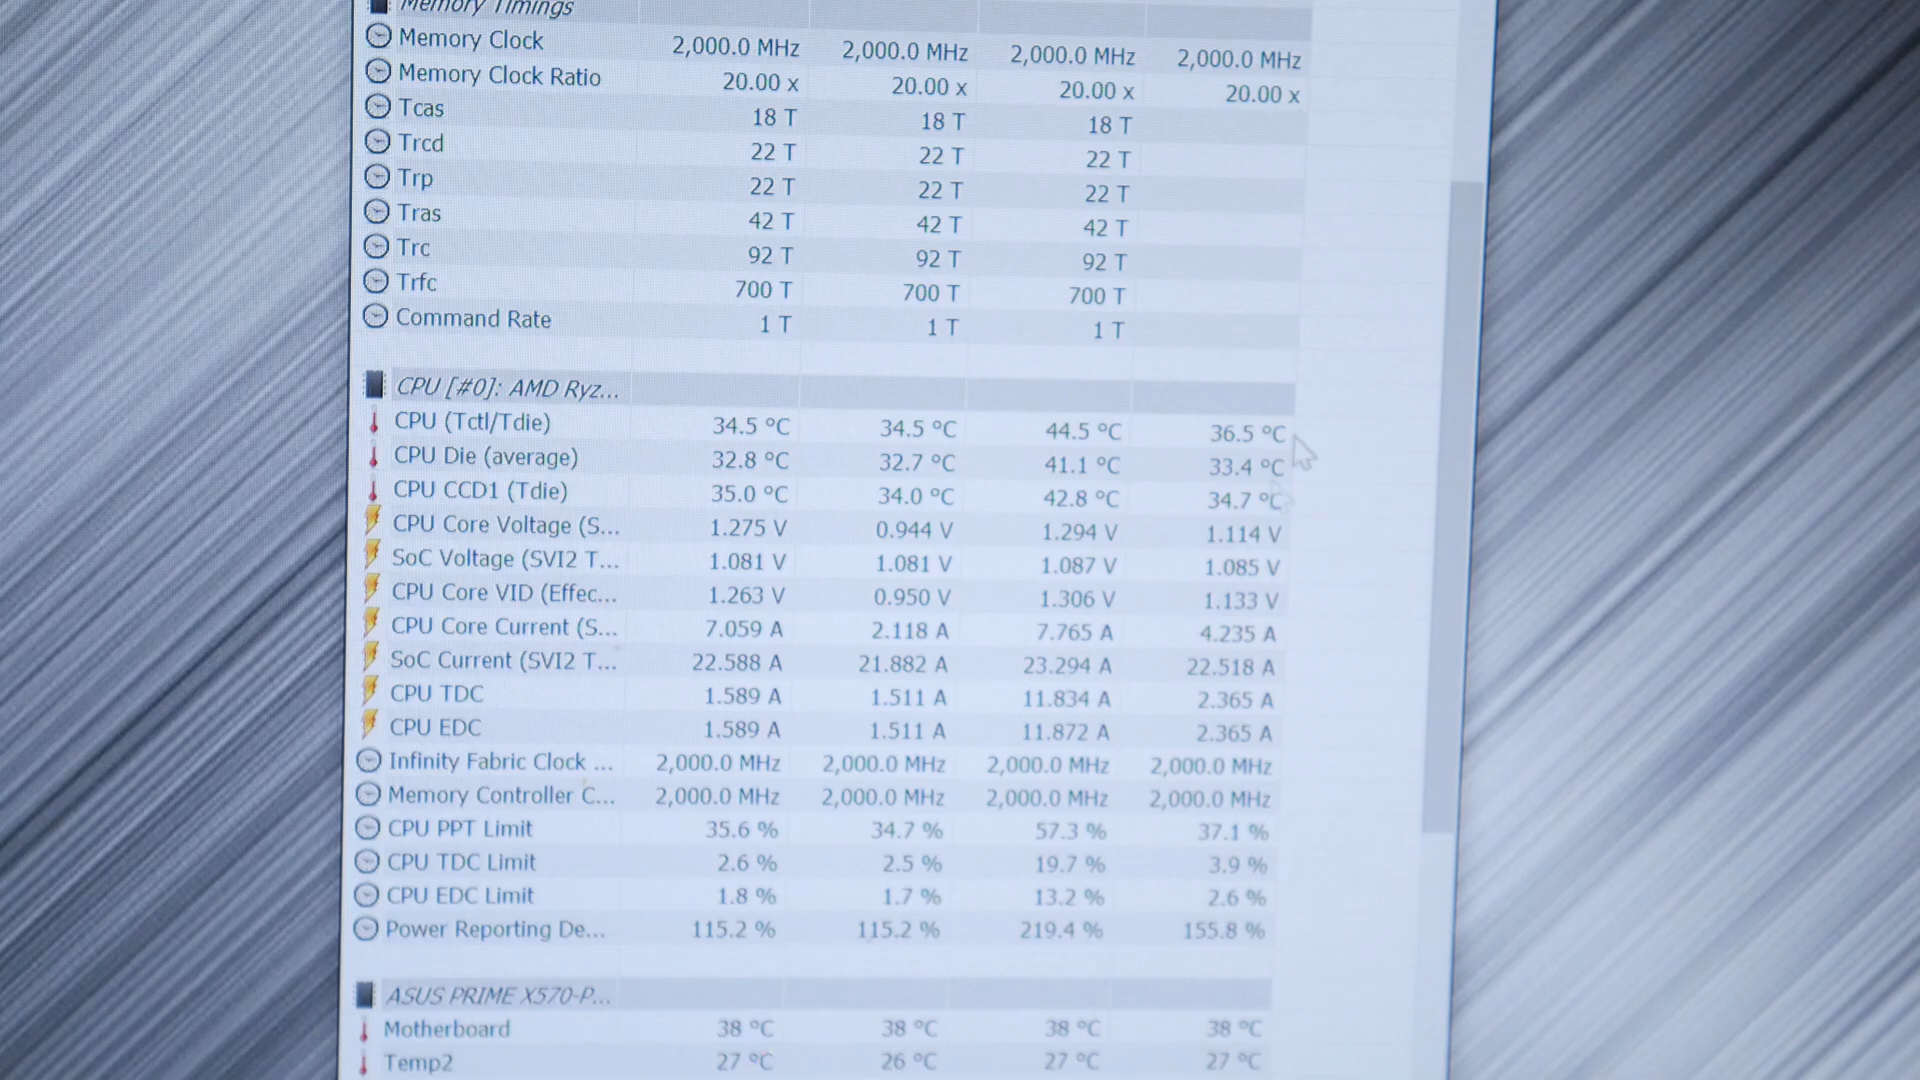 Memory Timings
Memory Clock 2,000.0 MHz 2,000.0 MHz 2,000.0 MHz 2,000.0 MHz
Memory Clock Ratio 20.00 x 20.00 x 20.00 x 20.00 x
Tcas 18 T 18 T 18 T
Trcd 22 T 22 T 22 T
Trp 22 T 22 T 22 T
Tras 42 T 42 T 42 T
Trc 92 T 92 T 92 T
Trfc 700 T 700 T 700 T
Command Rate 1 T 1 T 1 T
CPU [#0]: AMD Ryz...
CPU (Tctl/Tdie) 34.5 °C 34.5 °C 44.5 °C 36.5 °C
CPU Die (average) 32.8 °C 32.7 °C 41.1 °C 33.4 °C
CPU CCD1 (Tdie) 35.0 °C 34.0 °C 42.8 °C 34.7 °C
CPU Core Voltage (S... 1.275 V 0.944 V 1.294 V 1.114 V
SoC Voltage (SVI2 T... 1.081 V 1.081 V 1.087 V 1.085 V
CPU Core VID (Effec... 1.263 V 0.950 V 1.306 V 1.133 V
CPU Core Current (S... 7.059 A 2.118 A 7.765 A 4.235 A
SoC Current (SVI2 T... 22.588 A 21.882 A 23.294 A 22.518 A
CPU TDC 1.589 A 1.511 A 11.834 A 2.365 A
CPU EDC 1.589 A 1.511 A 11.872 A 2.365 A
Infinity Fabric Clock ... 2,000.0 MHz 2,000.0 MHz 2,000.0 MHz 2,000.0 MHz
Memory Controller C... 2,000.0 MHz 2,000.0 MHz 2,000.0 MHz 2,000.0 MHz
CPU PPT Limit 35.6 % 34.7 % 57.3 % 37.1 %
CPU TDC Limit 2.6 % 2.5 % 19.7 % 3.9 %
CPU EDC Limit 1.8 % 1.7 % 13.2 % 2.6 %
Power Reporting De... 115.2 % 115.2 % 219.4 % 155.8 %
ASUS PRIME X570-P...
Motherboard 38 °C 38 °C 38 °C 38 °C
Temp2 27 °C 26 °C 27 °C 27 °C